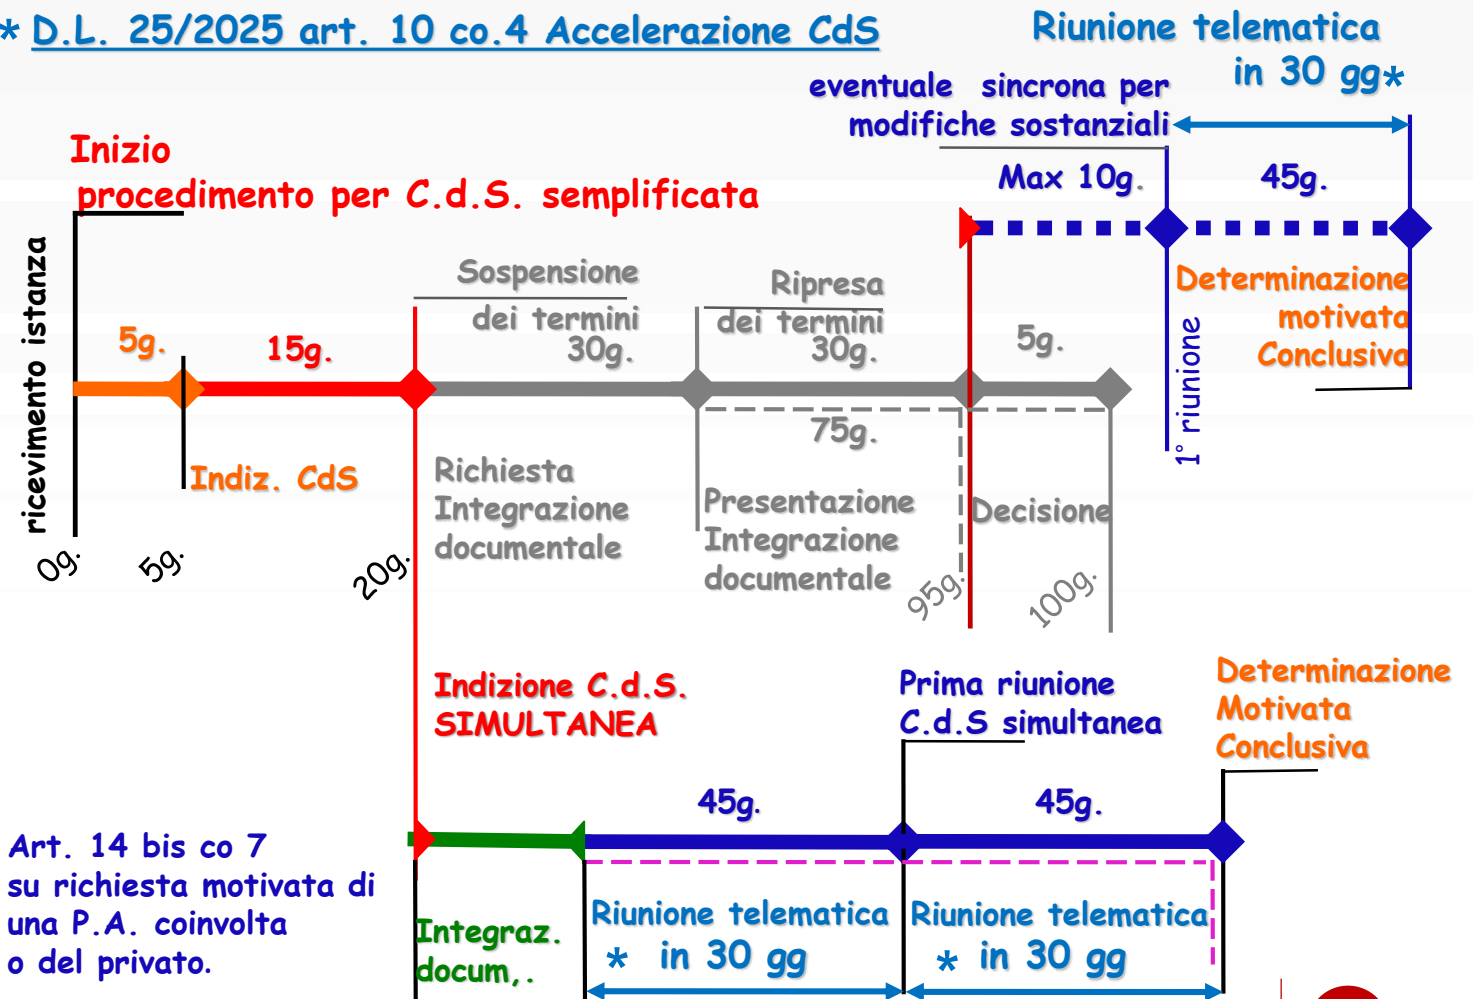 * D.L. 25/2025 art. 10 co.4 Accelerazione CdS
Riunione telematica
in 30 gg*
eventuale sincrona per
modifiche sostanziali
Max 10g.
45g.
Inizio
procedimento per C.d.S. semplificata
ricevimento istanza
5g.
15g.
Sospensione
dei termini
30g.
Ripresa
dei termini
30g.
5g.
75g.
Determinazione
motivata
Conclusiva
1° riunione
Indiz. CdS
Richiesta
Integrazione
documentale
Presentazione
Integrazione
documentale
Decisione
0g.
5g.
20g.
95g.
100g.
Indizione C.d.S.
SIMULTANEA
Prima riunione
C.d.S simultanea
Determinazione
Motivata
Conclusiva
45g.
45g.
Art. 14 bis co 7
su richiesta motivata di
una P.A. coinvolta
o del privato.
Integraz.
docum,.
Riunione telematica
* in 30 gg
Riunione telematica
* in 30 gg